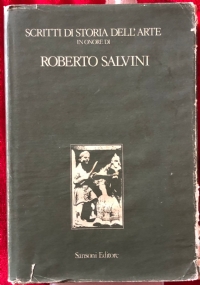 SCRITTI DI STORIA DELL'ARTE
IN ONORE DI
ROBERTO SALVINI
Sansoni Editore